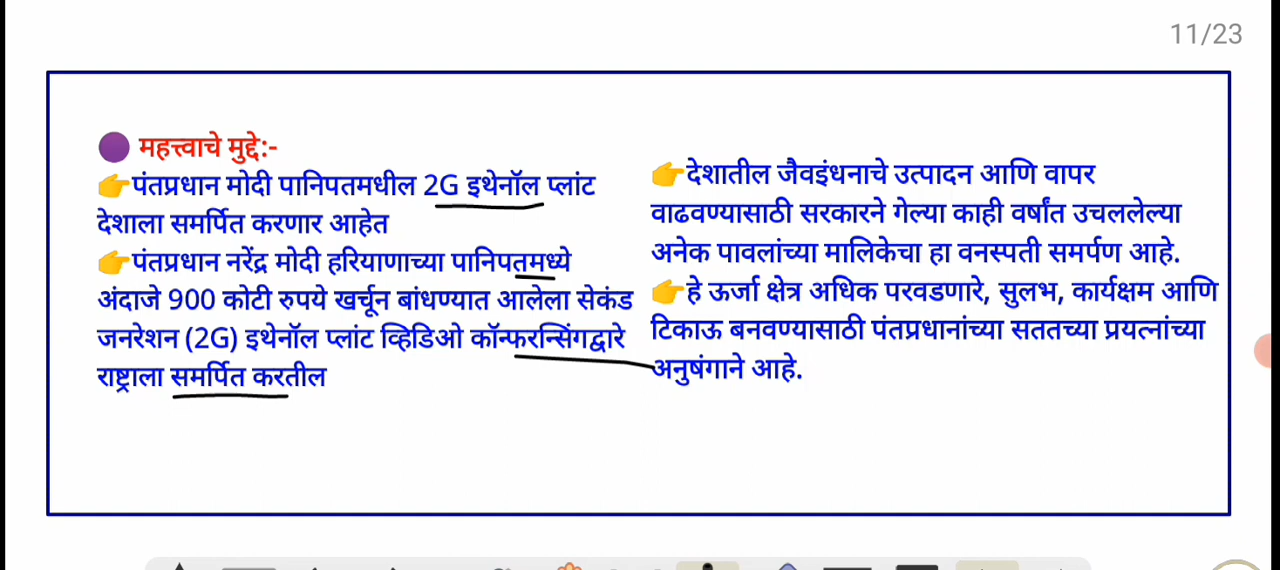 11/23
महत्त्वाचे मुद्दे:-
👉पंतप्रधान मोदी पानिपतमधील 2G इथेनॉल प्लांट
देशाला समर्पित करणार आहेत
👉पंतप्रधान नरेंद्र मोदी हरियाणाच्या पानिपतमध्ये
अंदाजे 900 कोटी रुपये खर्चून बांधण्यात आलेला सेकंड
जनरेशन (2G) इथेनॉल प्लांट व्हिडिओ कॉन्फरन्सिंगद्वारे
राष्ट्राला समर्पित करतील
👉देशातील जैवइंधनाचे उत्पादन आणि वापर
वाढवण्यासाठी सरकारने गेल्या काही वर्षांत उचललेल्या
अनेक पावलांच्या मालिकेचा हा वनस्पती समर्पण आहे.
👉हे ऊर्जा क्षेत्र अधिक परवडणारे, सुलभ, कार्यक्षम आणि
टिकाऊ बनवण्यासाठी पंतप्रधानांच्या सततच्या प्रयत्नांच्या
अनुषंगाने आहे.